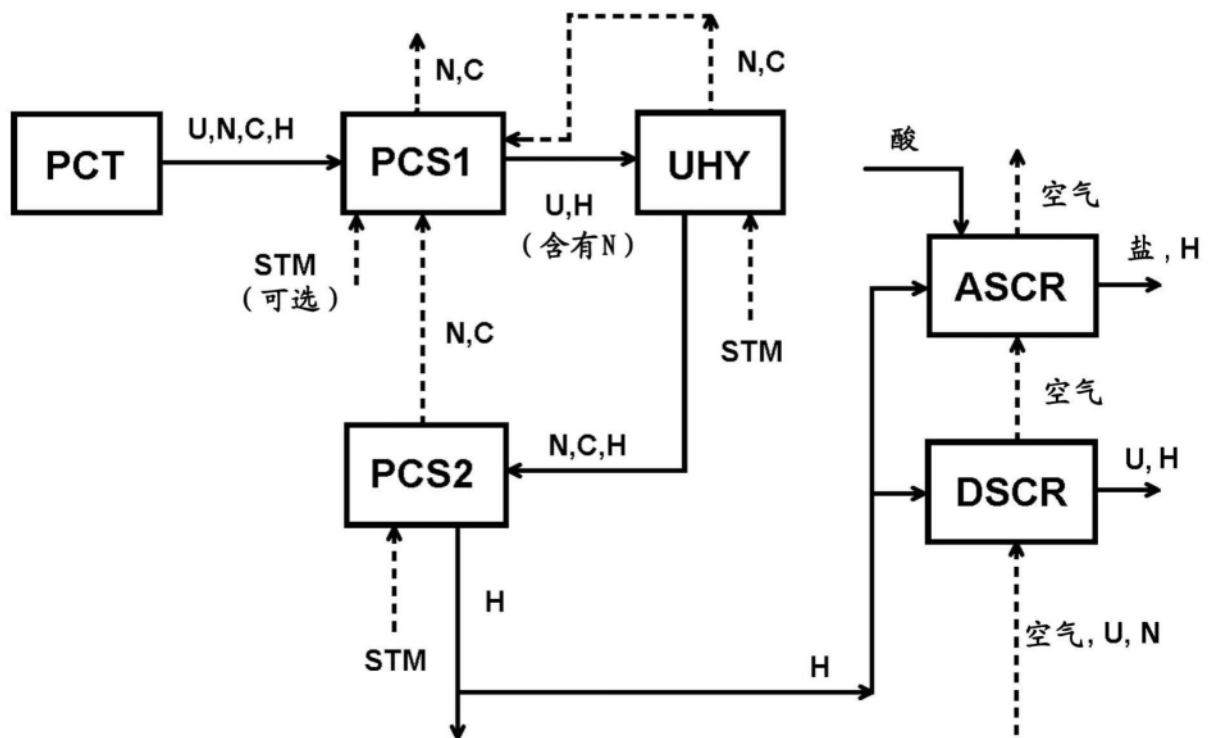 N,C
N,C
U,N,C,H
PCT
PCS1
UHY
酸
空气
U,H
（含有N）
STM
（可选）
盐，H
ASCR
N,C
STM
空气
PCS2
N,C,H
U, H
DSCR
H
STM
空气, U, N
H